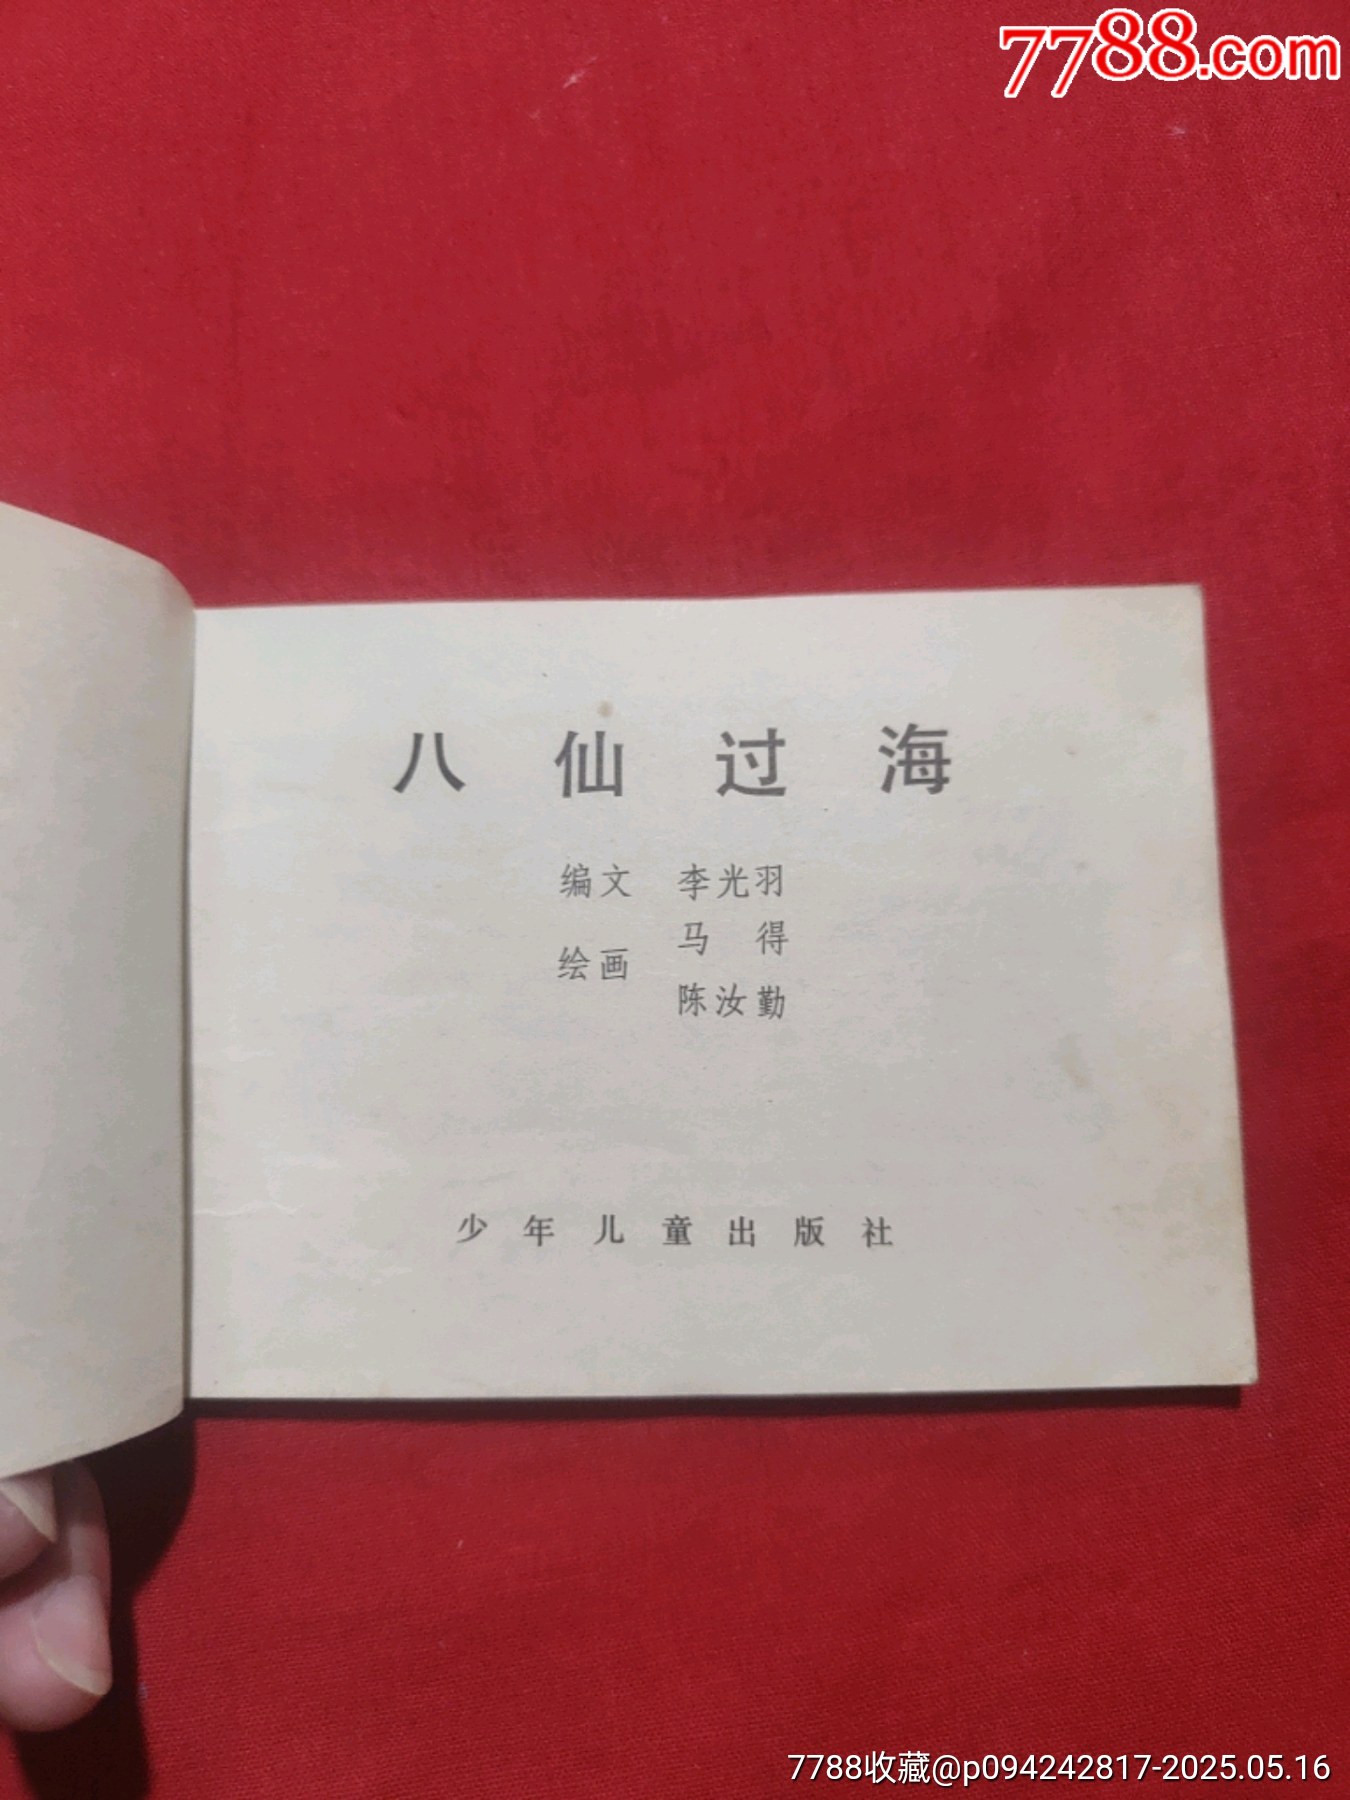 7788.com
八仙过海
编文 李光羽
绘画 马得
陈汝勤
少年儿童出版社
7788收藏@p094242817-2025.05.16